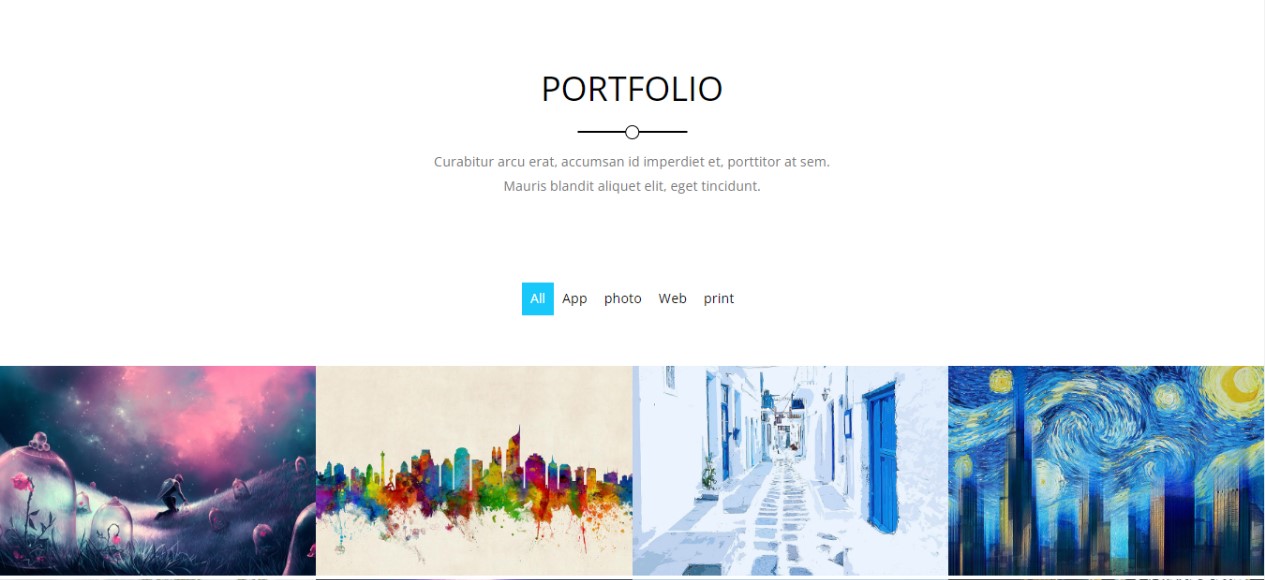 PORTFOLIO
Curabitur arcu erat, accumsan id imperdiet et, porttitor at sem.
Mauris blandit aliquet elit, eget tincidunt.
All App photo Web print